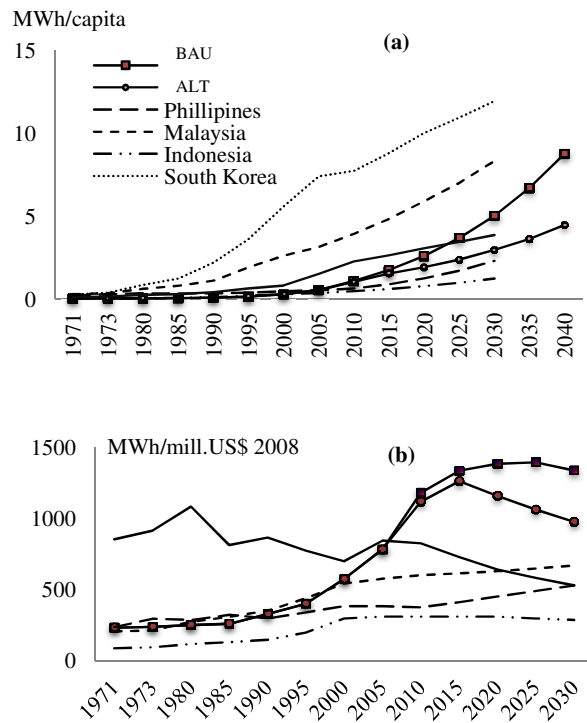 MWh/capita
(a)
15
BAU
ALT
Phillipines
Malaysia
Indonesia
South Korea
10
5
0
1971 1973 1980 1985 1990 1995 2000 2005 2010 2015 2020 2025 2030 2035 2040
MWh/mill.US$ 2008
(b)
1500
1000
500
0
1971 1973 1980 1985 1990 1995 2000 2005 2010 2015 2020 2025 2030